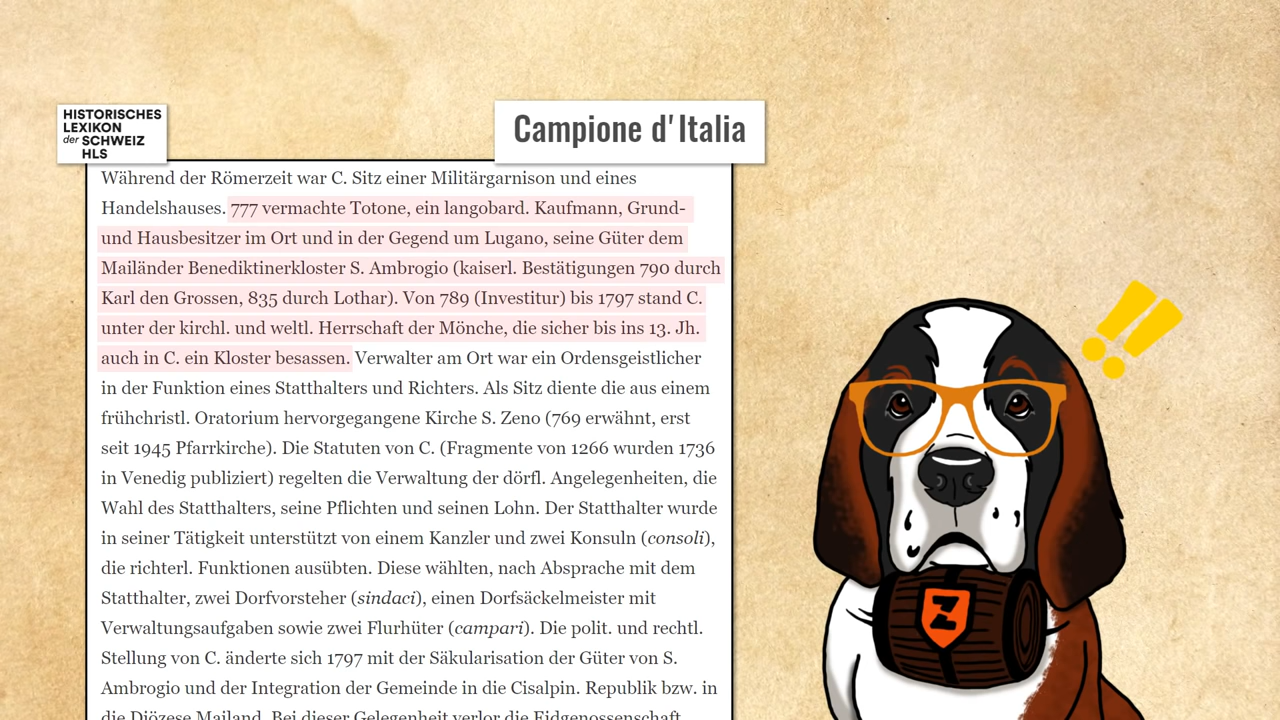 HISTORISCHES
LEXIKON
der SCHWEIZ
HLS
Campione d'Italia
Während der Römerzeit war C. Sitz einer Militärgarnison und eines
Handelshauses. 777 vermachte Totone, ein langobard. Kaufmann, Grund-
und Hausbesitzer im Ort und in der Gegend um Lugano, seine Güter dem
Mailänder Benediktinerkloster S. Ambrogio (kaiserl. Bestätigungen 790 durch
Karl den Grossen, 835 durch Lothar). Von 789 (Investitur) bis 1797 stand C.
unter der kirchl. und weltl. Herrschaft der Mönche, die sicher bis ins 13. Jh.
auch in C. ein Kloster besassen. Verwalter am Ort war ein Ordensgeistlicher
in der Funktion eines Statthalters und Richters. Als Sitz diente die aus einem
frühchristl. Oratorium hervorgegangene Kirche S. Zeno (769 erwähnt, erst
seit 1945 Pfarrkirche). Die Statuten von C. (Fragmente von 1266 wurden 1736
in Venedig publiziert) regelten die Verwaltung der dörfl. Angelegenheiten, die
Wahl des Statthalters, seine Pflichten und seinen Lohn. Der Statthalter wurde
in seiner Tätigkeit unterstützt von einem Kanzler und zwei Konsuln (consoli),
die richterl. Funktionen ausübten. Diese wählten, nach Absprache mit dem
Statthalter, zwei Dorfvorsteher (sindaci), einen Dorfsäckelmeister mit
Verwaltungsaufgaben sowie zwei Flurhüter (campari). Die polit. und rechtl.
Stellung von C. änderte sich 1797 mit der Säkularisation der Güter von S.
Ambrogio und der Integration der Gemeinde in die Cisalpin. Republik bzw. in
die Diözese Mailand. Bei dieser Gelegenheit verlor die Eidgenossenschaft
!!
Z